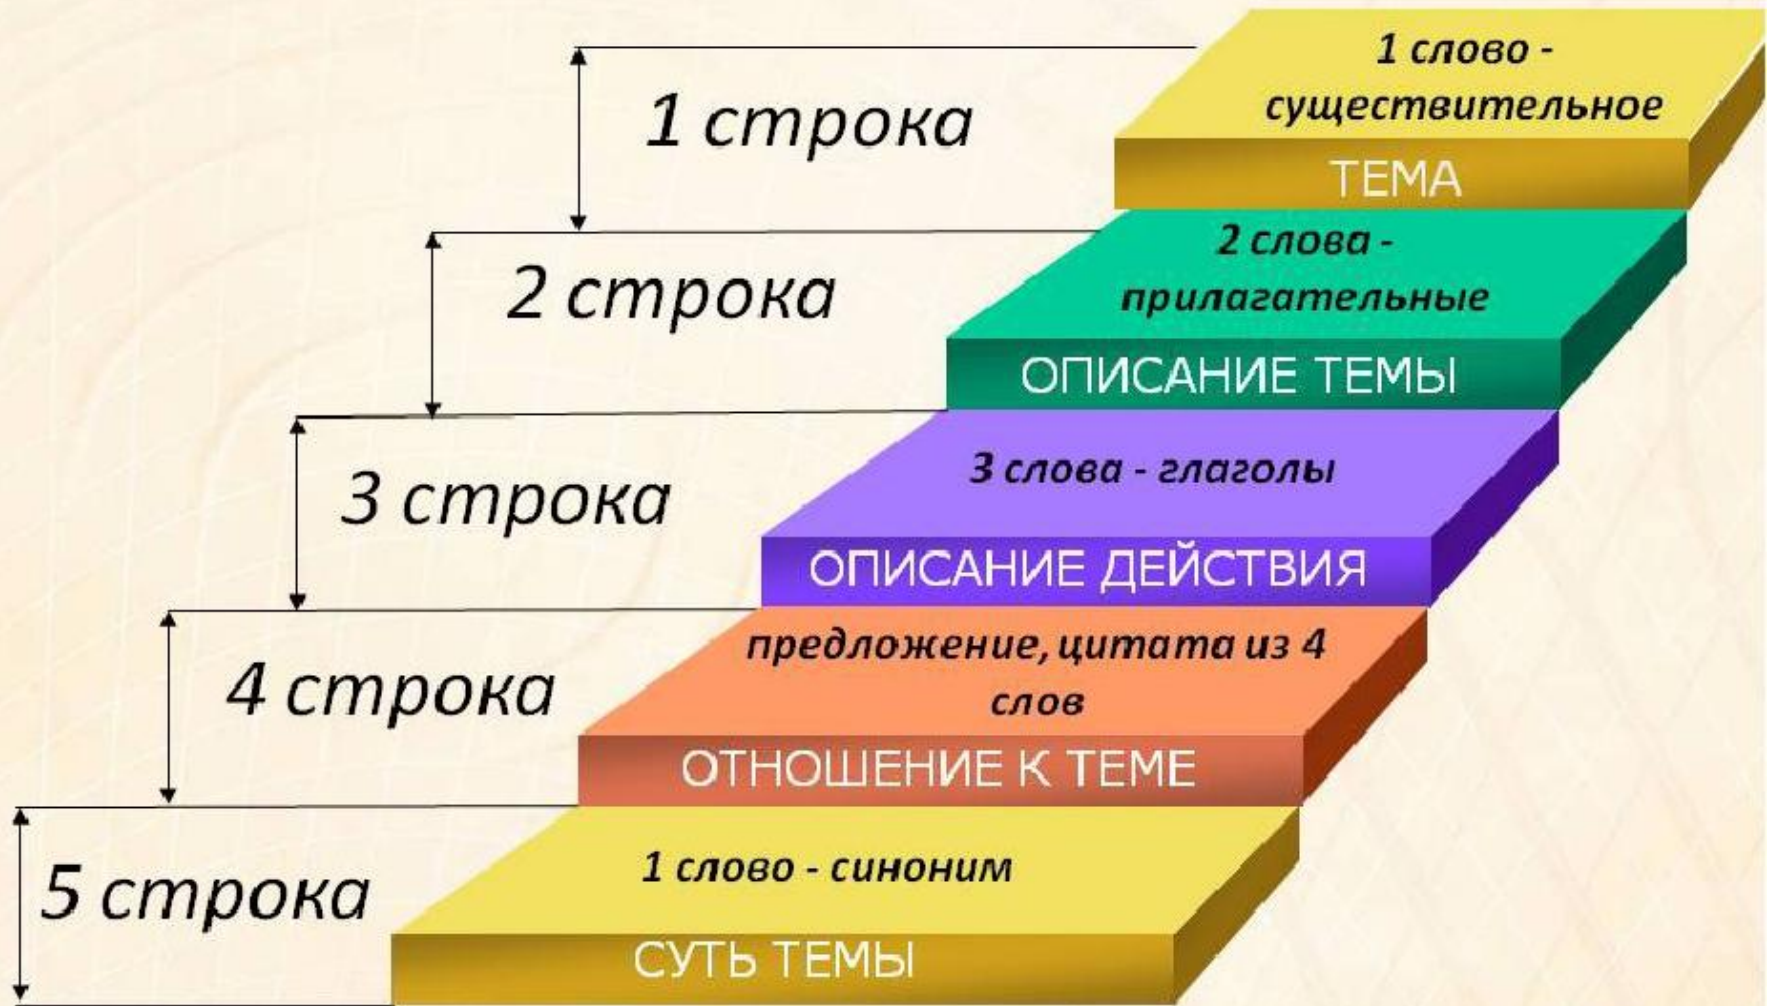 1 строка
1 слово -
существительное
ТЕМА
2 строка
2 слова -
прилагательные
ОПИСАНИЕ ТЕМЫ
3 строка
3 слова - глаголы
ОПИСАНИЕ ДЕЙСТВИЯ
4 строка
предложение, цитата из 4
слов
ОТНОШЕНИЕ К ТЕМЕ
5 строка
1 слово - синоним
СУТЬ ТЕМЫ